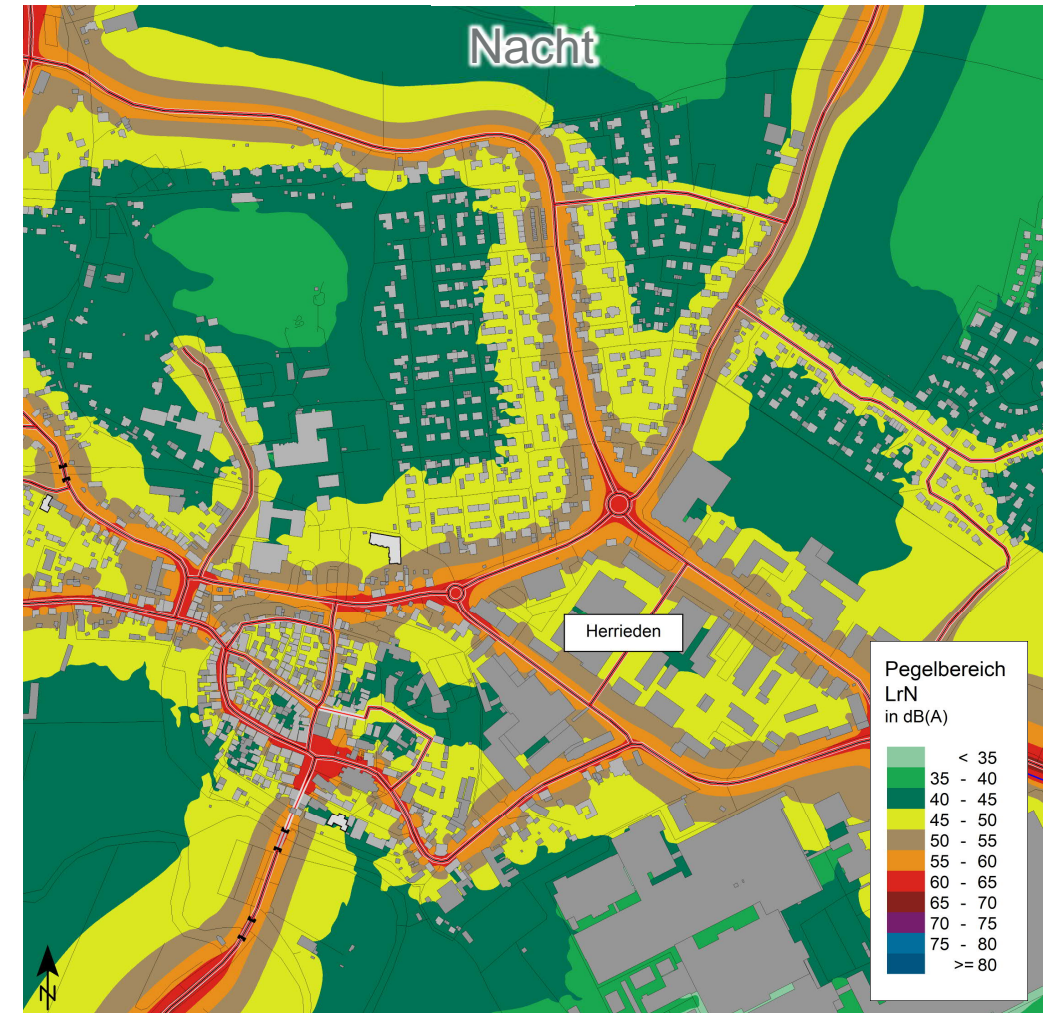 Nacht
Herrieden
Pegelbereich
LrN
in dB(A)
< 35
35 - 40
40 - 45
45 - 50
50 - 55
55 - 60
60 - 65
65 - 70
70 - 75
75 - 80
>= 80
N